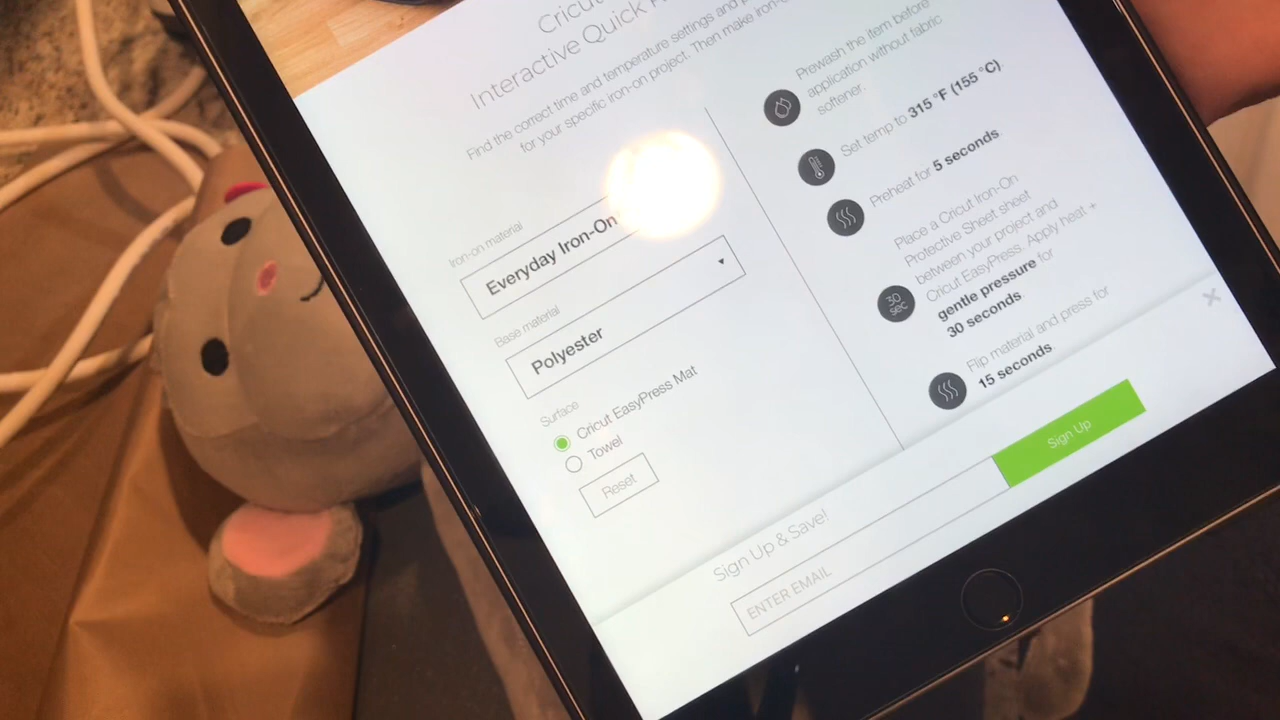 Cricut
Interactive Quick
Find the correct time and temperature settings and
for your specific iron-on project. Then make iron-
Iron-on material
Everyday Iron-On
Base material
Polyester
Surface
Cricut EasyPress Mat
Towel
Reset
Prewash the item before
application without fabric
softener.
Set temp to 315 °F (155 °C)
Preheat for 5 seconds
30
sec
Place a Cricut Iron-On
Protective Sheet sheet
between your project and
Cricut EasyPress. Apply heat +
gentle pressure for
30 seconds
Flip material and press for
15 seconds
Sign Up & Save!
ENTER EMAIL
Sign Up